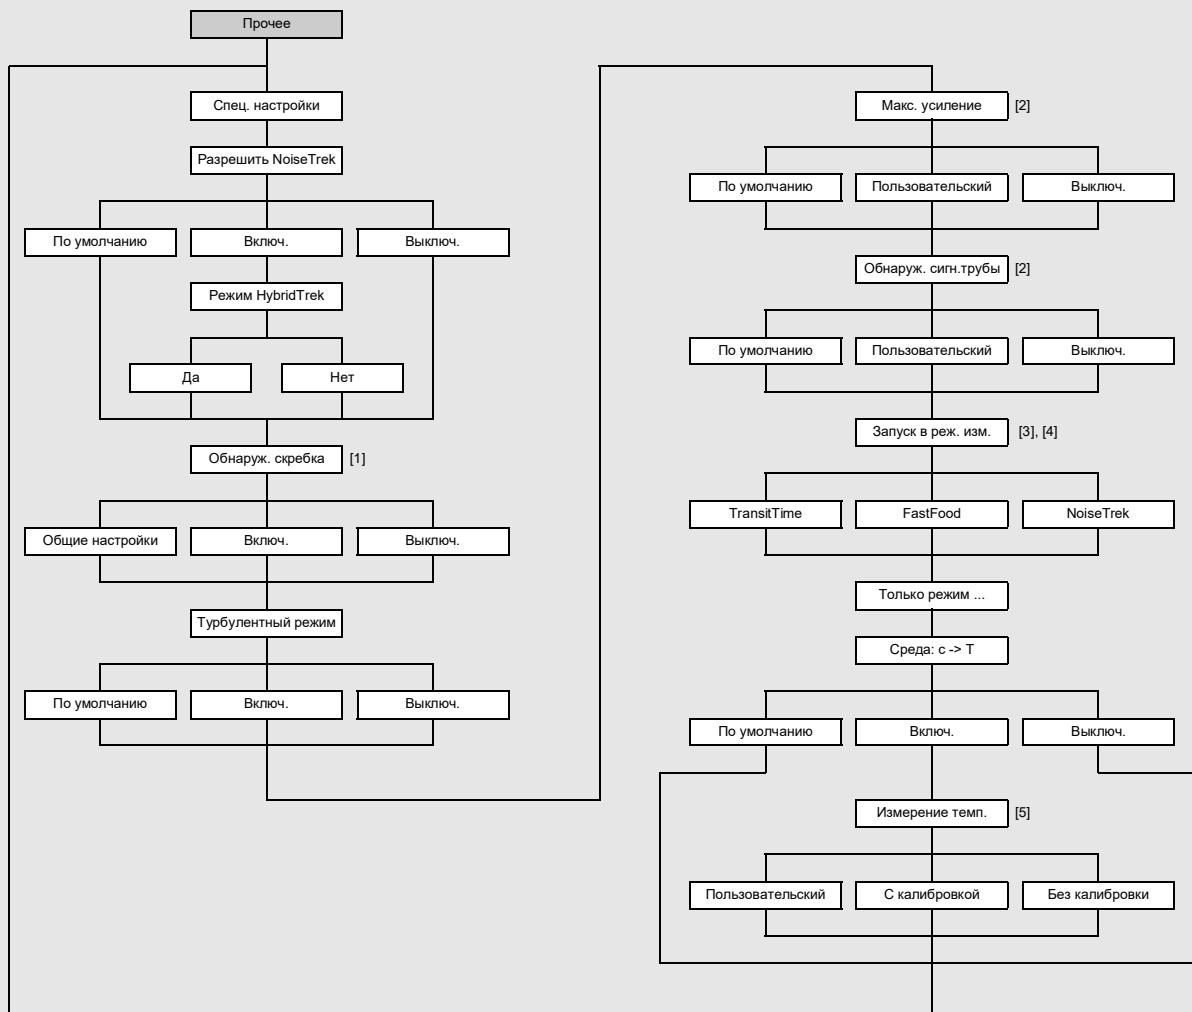 Прочее
Спец. настройки
Разрешить NoiseTrek
По умолчанию
Включ.
Выключ.
Режим HybridTrek
Да
Нет
Обнаруж. скребка [1]
Общие настройки
Включ.
Выключ.
Турбулентный режим
По умолчанию
Включ.
Выключ.
Макс. усиление [2]
По умолчанию
Пользовательский
Выключ.
Обнаруж. сигн.трубы [2]
По умолчанию
Пользовательский
Выключ.
Запуск в реж. изм. [3], [4]
TransitTime
FastFood
NoiseTrek
Только режим ...
Среда: c -> T
По умолчанию
Включ.
Выключ.
Измерение темп. [5]
Пользовательский
С калибровкой
Без калибровки